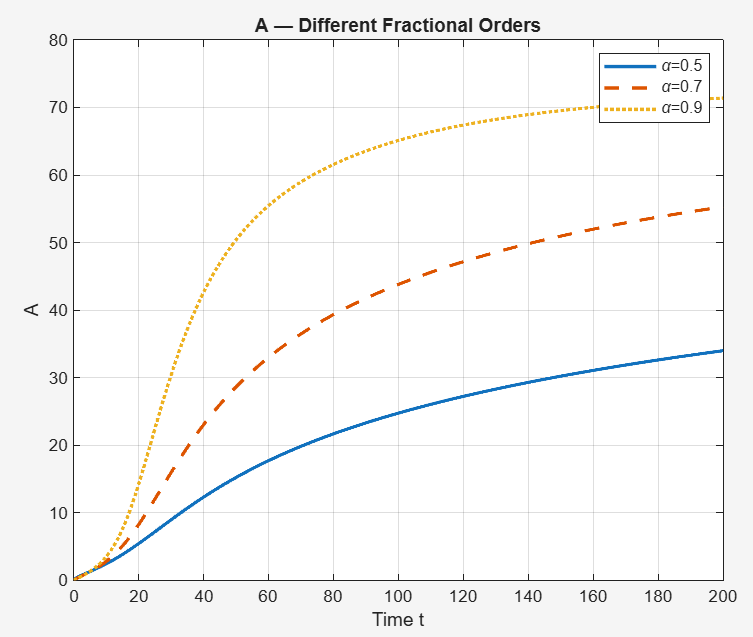 A — Different Fractional Orders
α=0.5
α=0.7
α=0.9
80
70
60
50
40
30
20
10
0
A
0 20 40 60 80 100 120 140 160 180 200
Time t